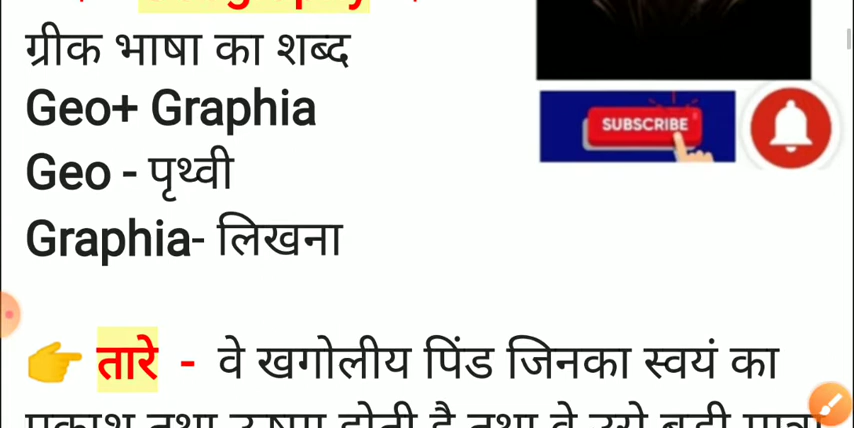 ग्रीक भाषा का शब्द
Geo+ Graphia
SUBSCRIBE
Geo - पृथ्वी
Graphia- लिखना
तारे - वे खगोलीय पिंड जिनका स्वयं का